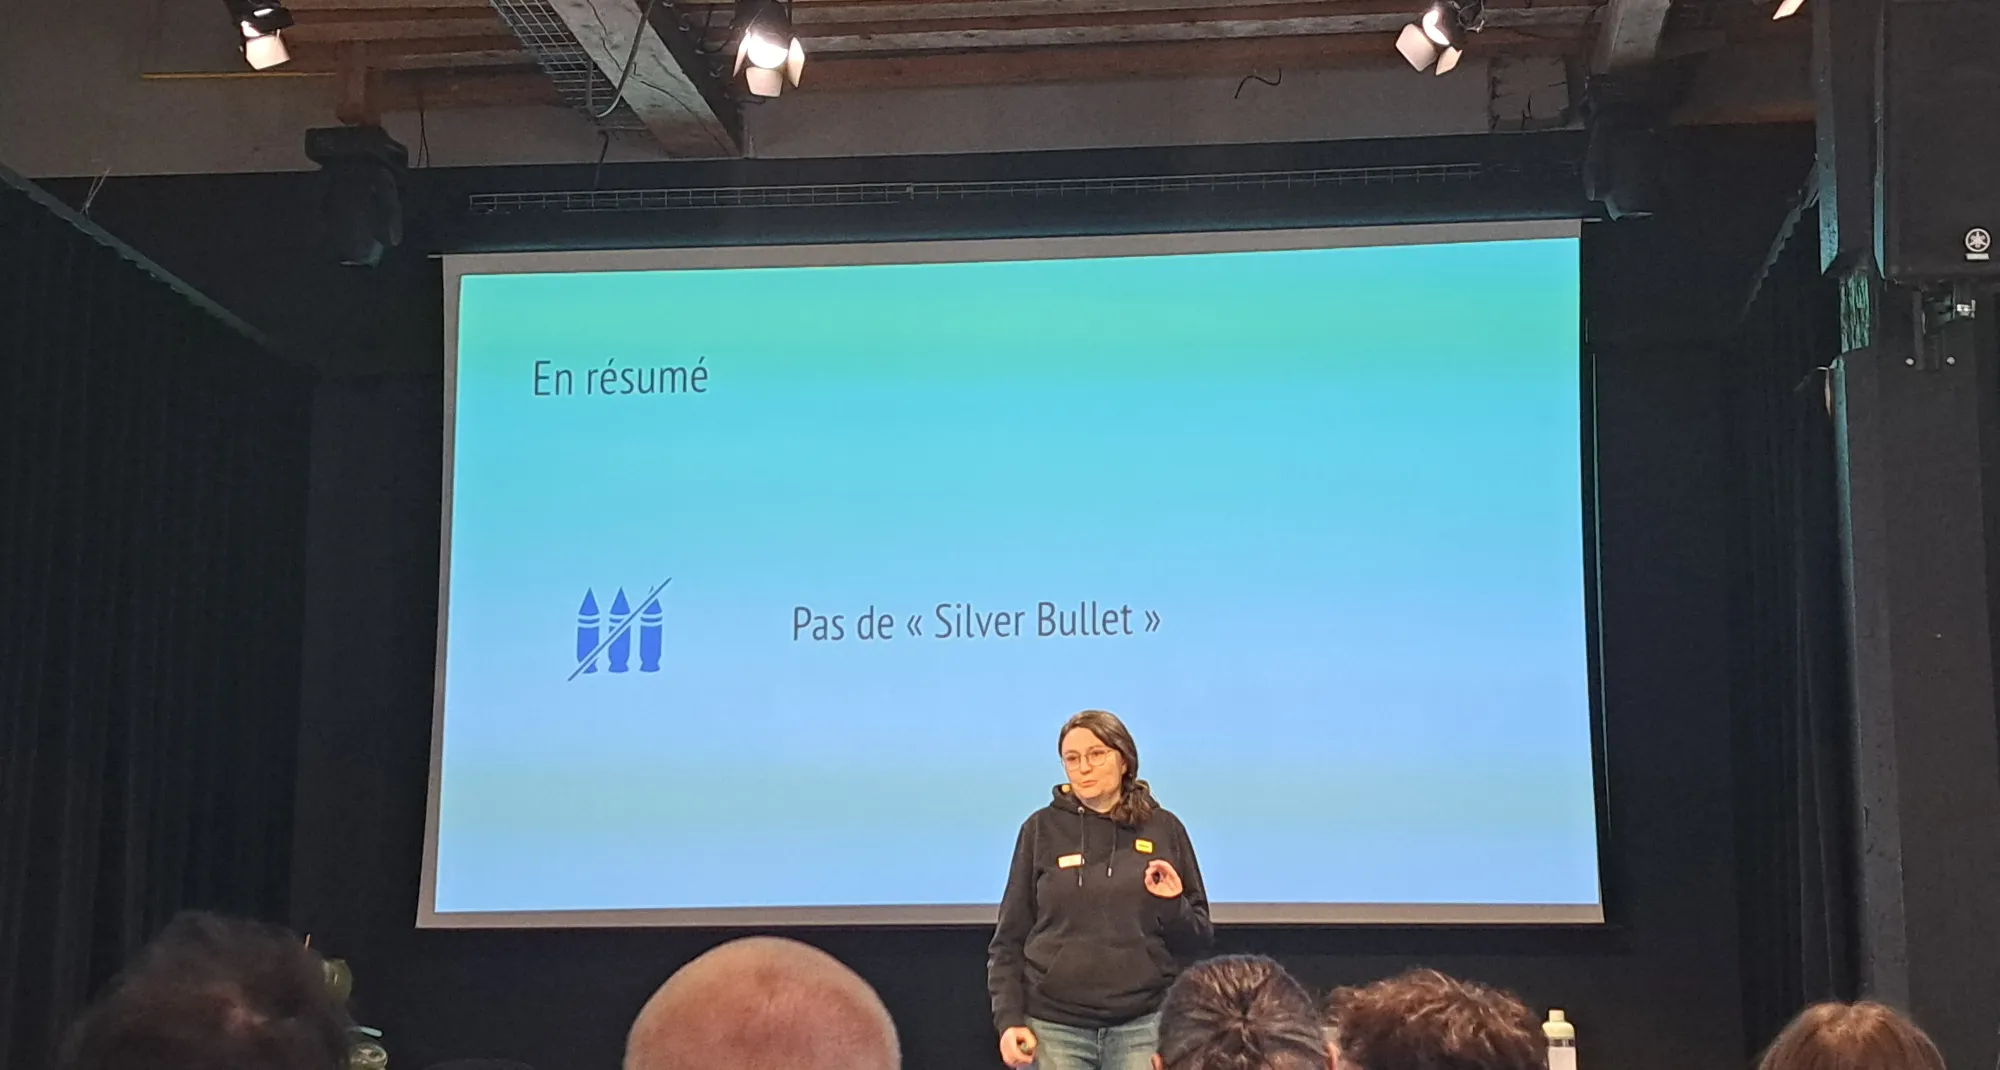 En résumé
Pas de « Silver Bullet »